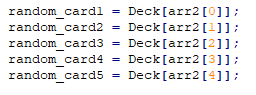 random_card1 = Deck[arr2[0]];
random_card2 = Deck[arr2[1]];
random_card3 = Deck[arr2[2]];
random_card4 = Deck[arr2[3]];
random_card5 = Deck[arr2[4]];